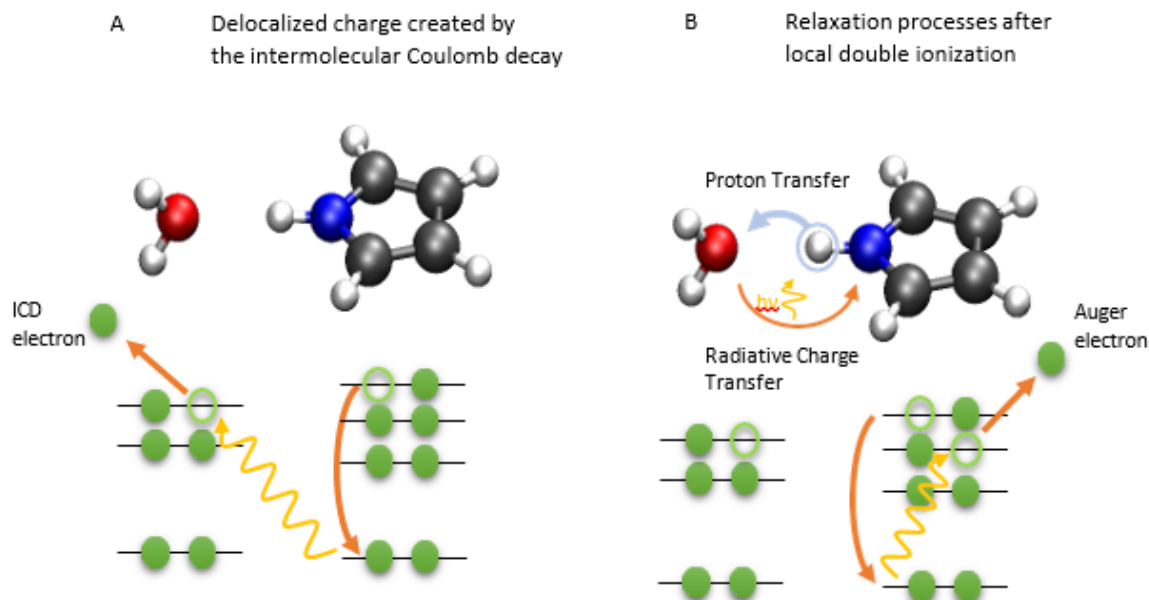 A
Delocalized charge created by
the intermolecular Coulomb decay
B
Relaxation processes after
local double ionization
Proton Transfer
hν
ICD
electron
Radiative Charge
Transfer
Auger
electron